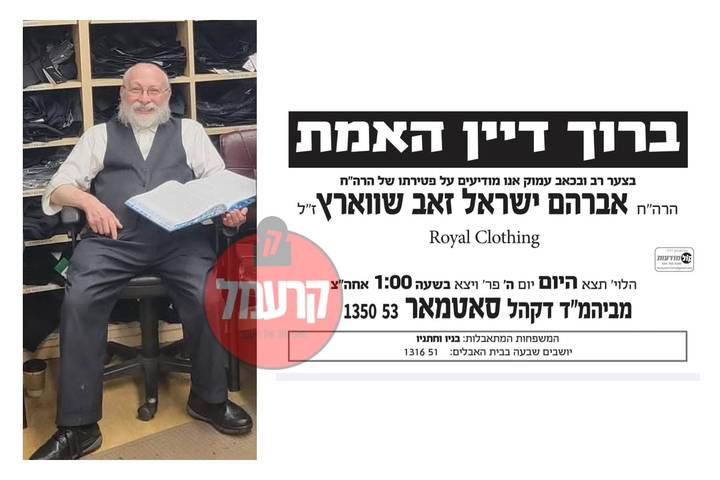 ברוך דיין האמת
בצער רב ובכאב עמוק אנו מודיעים על פטירתו של הרה"ח
הרה"ח אברהם ישראל זאב שווארץ ז"ל
Royal Clothing
מודעות
הלוי' תצא היום יום ה' פר' ויצא בשעה 1:00 אחה"צ
מביהמ"ד דקהל סאטמאר 53 1350
המשפחות המתאבלות: בניו וחתניו
יושבים שבעה בבית האבלים: 51 1316
ק
קרעמל